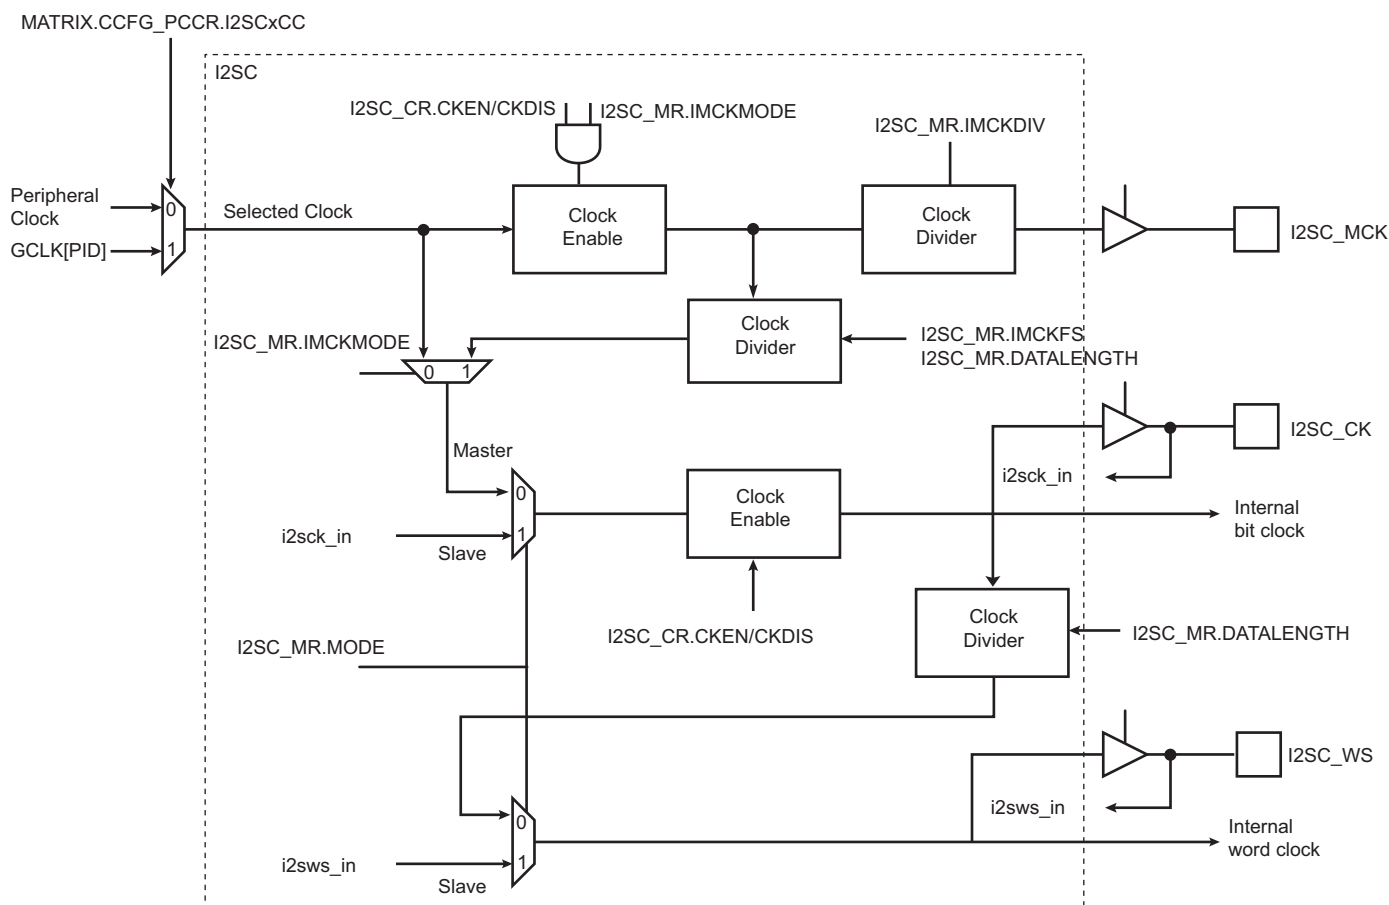 MATRIX.CCFG_PCCR.I2SCxCC
I2SC
I2SC_CR.CKEN/CKDIS
I2SC_MR.IMCKMODE
I2SC_MR.IMCKDIV
Peripheral
Clock
0
Selected Clock
Clock
Enable
Clock
Divider
I2SC_MCK
GCLK[PID]
1
I2SC_MR.IMCKMODE
0
1
Clock
Divider
I2SC_MR.IMCKFS
I2SC_MR.DATALENGTH
I2SC_CK
Master
i2sck_in
0
Clock
Enable
Internal
bit clock
i2sck_in
1
Slave
I2SC_CR.CKEN/CKDIS
Clock
Divider
I2SC_MR.DATALENGTH
I2SC_MR.MODE
I2SC_WS
i2sws_in
0
Internal
word clock
i2sws_in
1
Slave